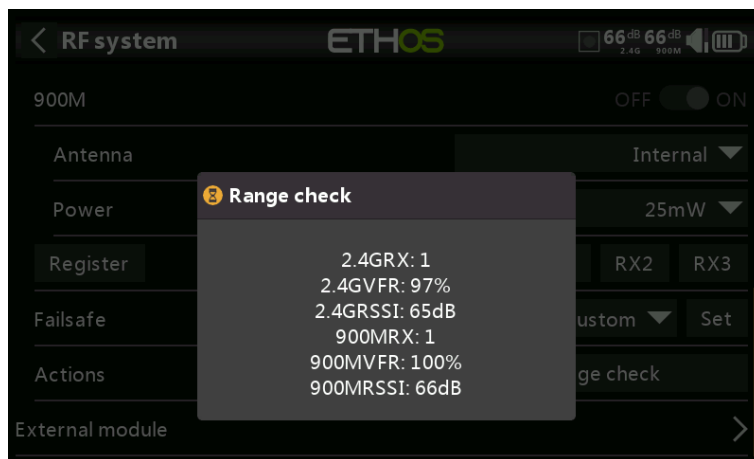 RF system
ETHOS
66dB 2.4G 66dB 900M
900M OFF ON
Antenna Internal
Power 25mW
Range check
2.4GRX: 1
2.4GVFR: 97%
2.4GRSSI: 65dB
900MRX: 1
900MVFR: 100%
900MRSSI: 66dB
Register RX2 RX3
Failsafe ustom Set
Actions ge check
External module